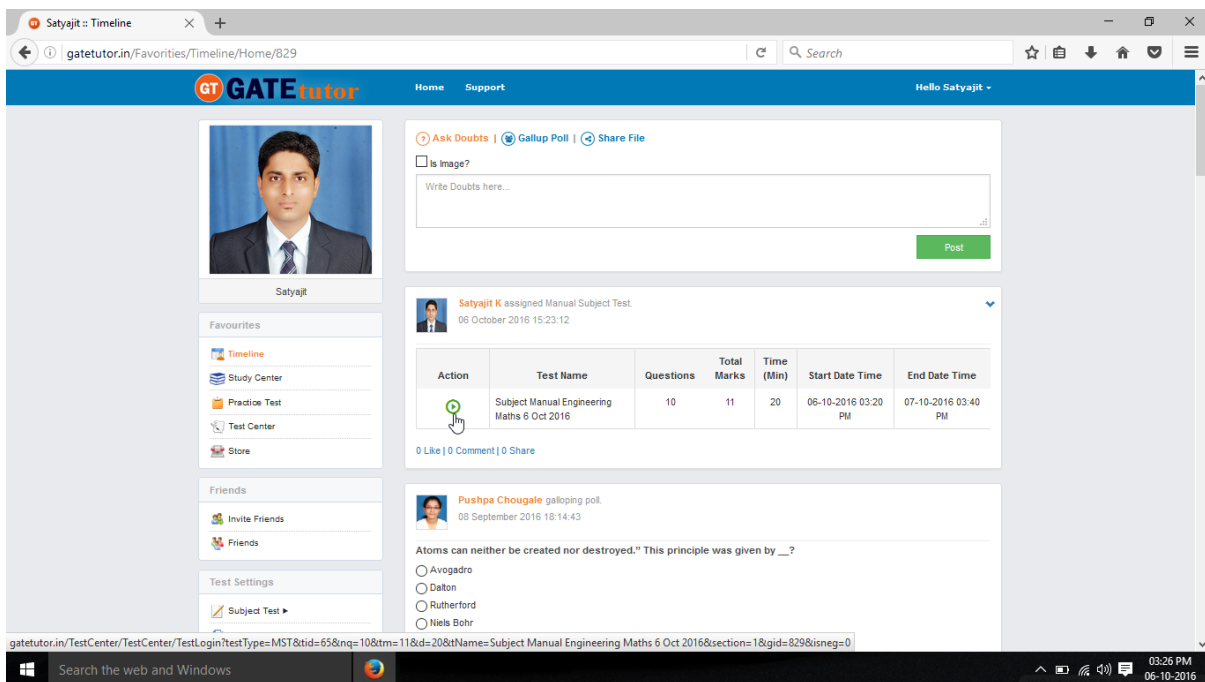 Satyajit :: Timeline
gatetutor.in/Favorities/Timeline/Home/829
Search
GT GATEtutor
Home Support
Hello Satyajit
Satyajit
Favourites
Timeline
Study Center
Practice Test
Test Center
Store
Friends
Invite Friends
Friends
Test Settings
Subject Test
Ask Doubts | Gallup Poll | Share File
Is Image?
Write Doubts here...
Post
Satyajit K assigned Manual Subject Test.
06 October 2016 15:23:12
Action Test Name Questions Total Marks Time (Min) Start Date Time End Date Time
Subject Manual Engineering Maths 6 Oct 2016 10 11 20 06-10-2016 03:20 PM 07-10-2016 03:40 PM
0 Like | 0 Comment | 0 Share
Pushpa Chougale galloping poll.
08 September 2016 18:14:43
Atoms can neither be created nor destroyed." This principle was given by __?
Avogadro
Dalton
Rutherford
Niels Bohr
gatetutor.in/TestCenter/TestCenter/TestLogin?testType=MST&tid=65&nq=10&tm=11&d=20&tName=Subject Manual Engineering Maths 6 Oct 2016&section=1&gid=829&isneg=0
Search the web and Windows
03:26 PM
06-10-2016